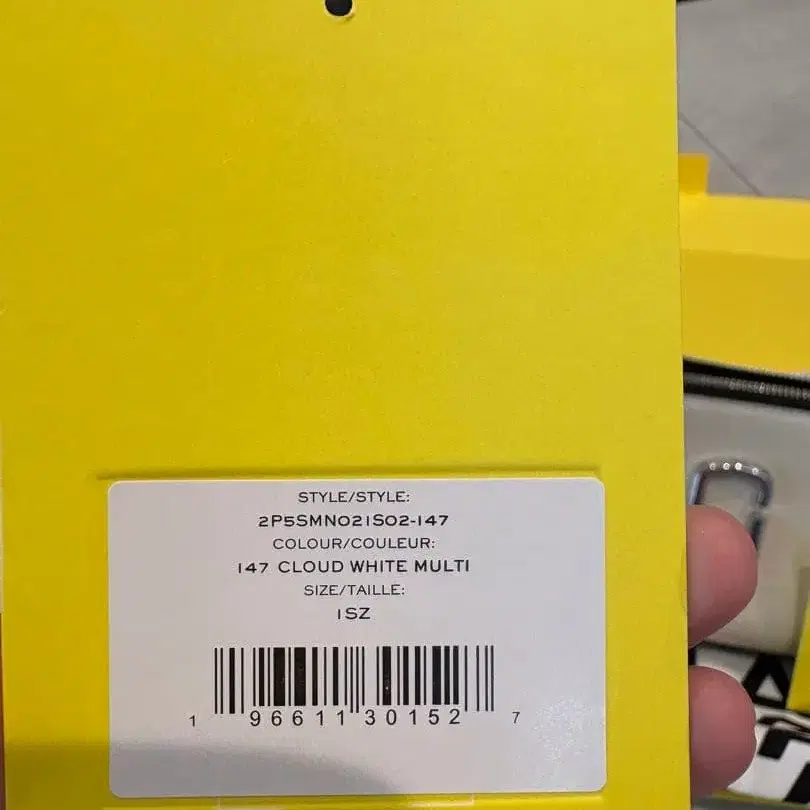 STYLE/STYLE:
2P5SMN021S02-147
COLOUR/COULEUR:
147 CLOUD WHITE MULTI
SIZE/TAILLE:
1SZ
1 96611 30152 7